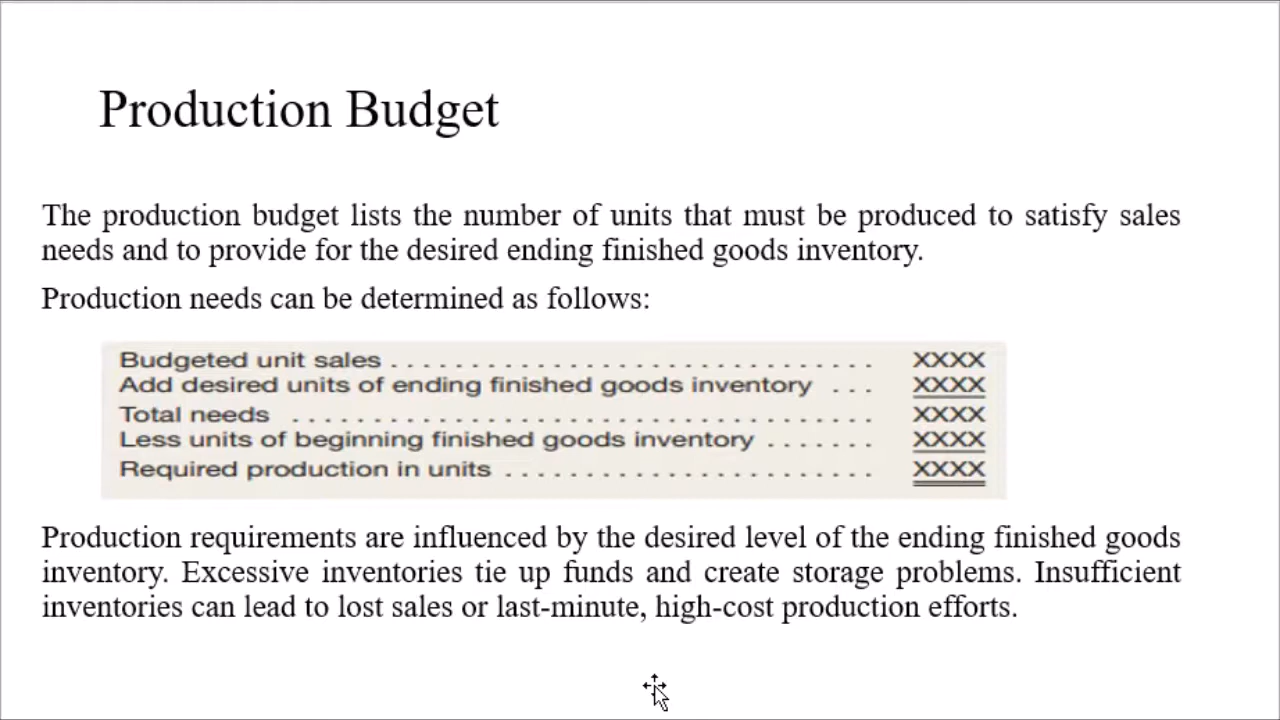 Production Budget
The production budget lists the number of units that must be produced to satisfy sales
needs and to provide for the desired ending finished goods inventory.
Production needs can be determined as follows:
Budgeted unit sales . . . . . . . . . . . . . . . . . . . . . . . . . . . . . XXXX
Add desired units of ending finished goods inventory . . . XXXX
Total needs . . . . . . . . . . . . . . . . . . . . . . . . . . . . . . . . . . . XXXX
Less units of beginning finished goods inventory . . . . . . . XXXX
Required production in units . . . . . . . . . . . . . . . . . . . . . . XXXX
Production requirements are influenced by the desired level of the ending finished goods
inventory. Excessive inventories tie up funds and create storage problems. Insufficient
inventories can lead to lost sales or last-minute, high-cost production efforts.